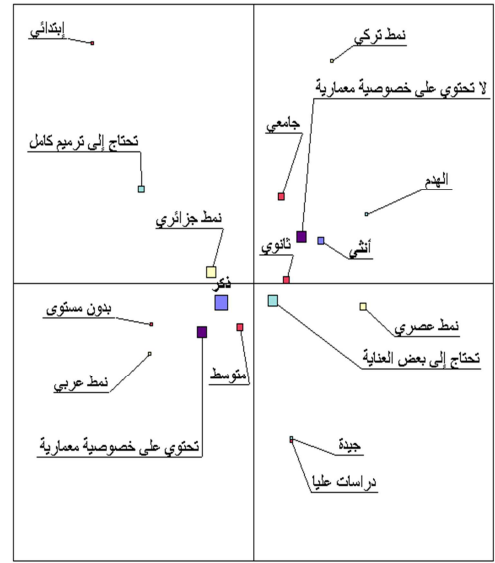 إبتدائي
نمط تركي
لا تحتوي على خصوصية معمارية
جامعي
تحتاج إلى ترميم كامل
الهدم
نمط جزائري
ثانوي
أنثي
ذكر
بدون مستوى
نمط عصري
تحتاج إلى بعض العناية
متوسط
نمط عربي
تحتوي على خصوصية معمارية
جيدة
دراسات عليا